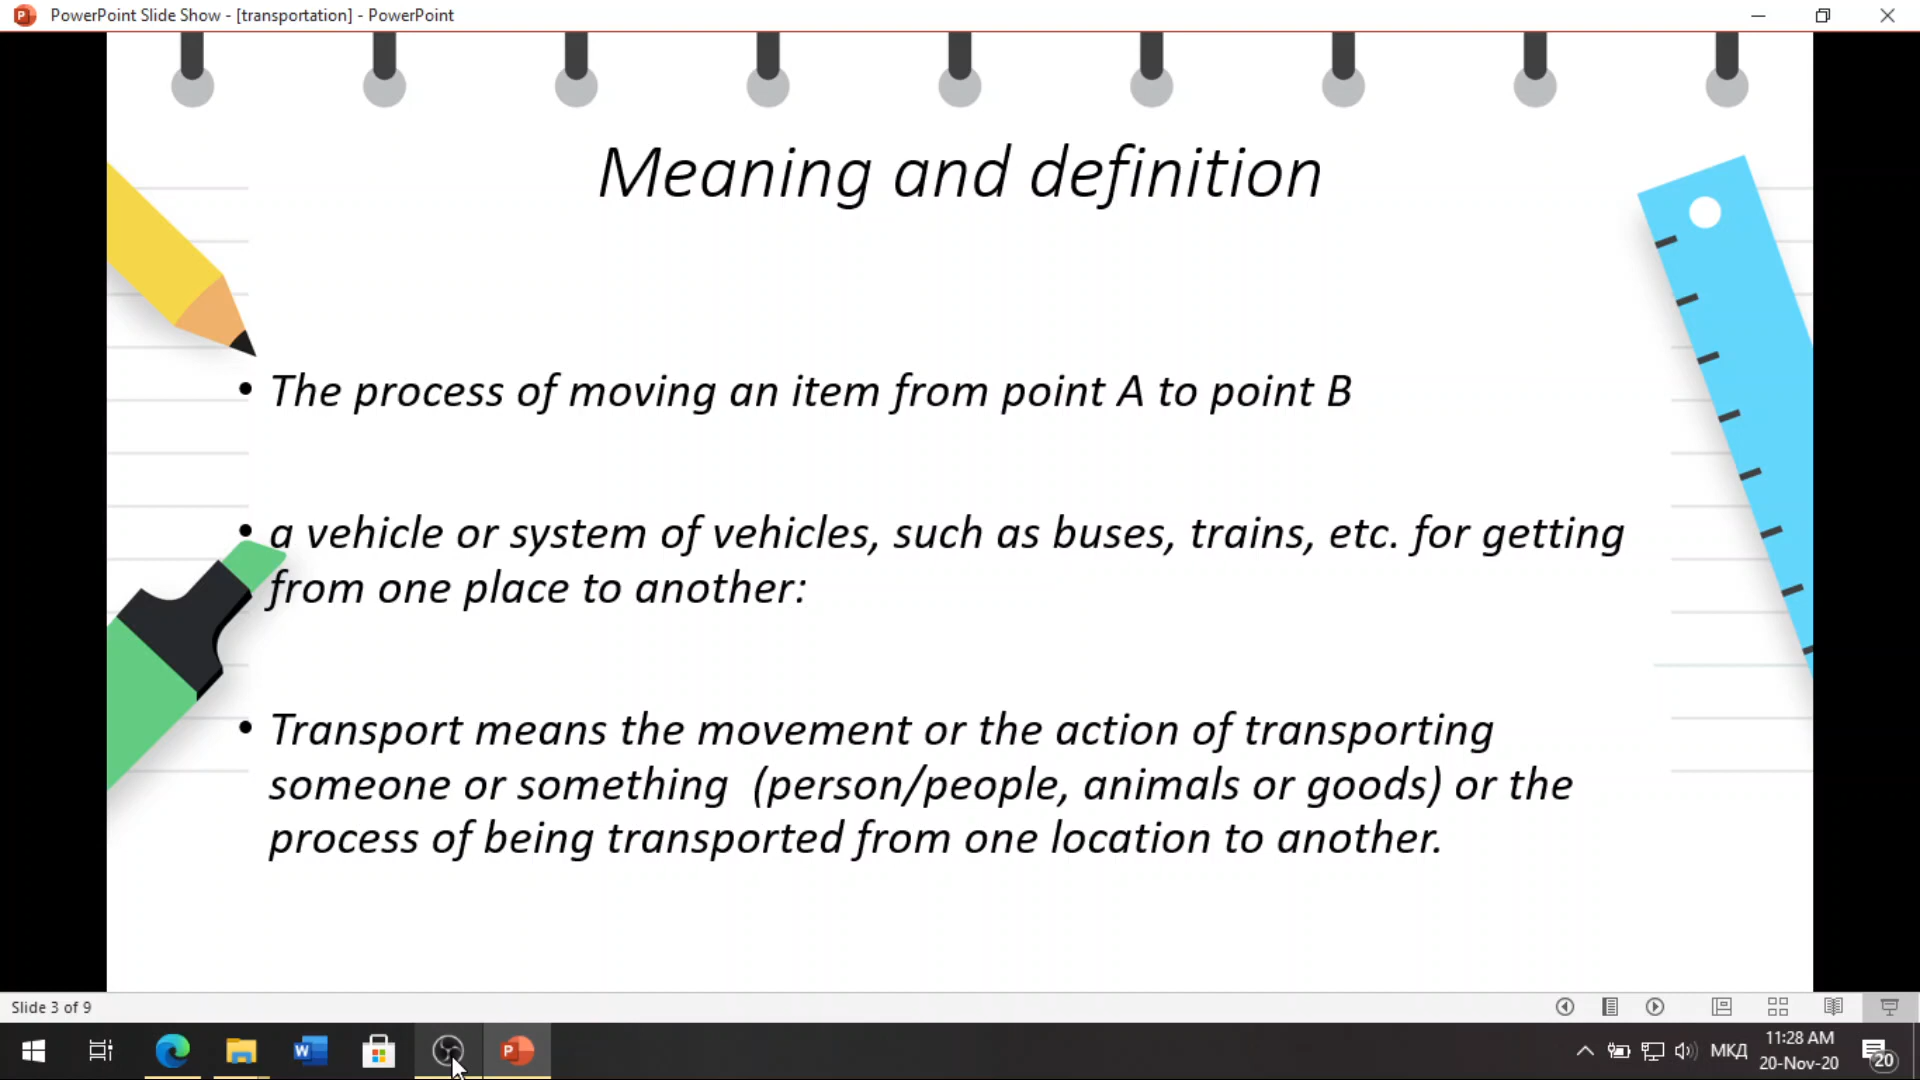 PowerPoint Slide Show - [transportation] - PowerPoint
Meaning and definition
• The process of moving an item from point A to point B
• a vehicle or system of vehicles, such as buses, trains, etc. for getting
from one place to another:
• Transport means the movement or the action of transporting
someone or something (person/people, animals or goods) or the
process of being transported from one location to another.
Slide 3 of 9
МКД
11:28 AM
20-Nov-20
20